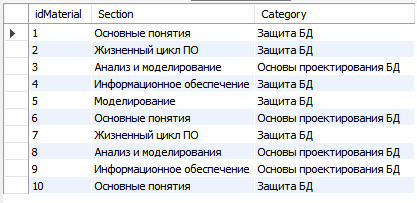 idMaterial Section Category
1 Основные понятия Защита БД
2 Жизненный цикл ПО Защита БД
3 Анализ и моделирование Основы проектирования БД
4 Информационное обеспечение Защита БД
5 Моделирование Защита БД
6 Основные понятия Основы проектирования БД
7 Жизненный цикл ПО Защита БД
8 Анализ и моделирования Основы проектирования БД
9 Информационное обеспечение Основы проектирования БД
10 Основные понятия Защита БД